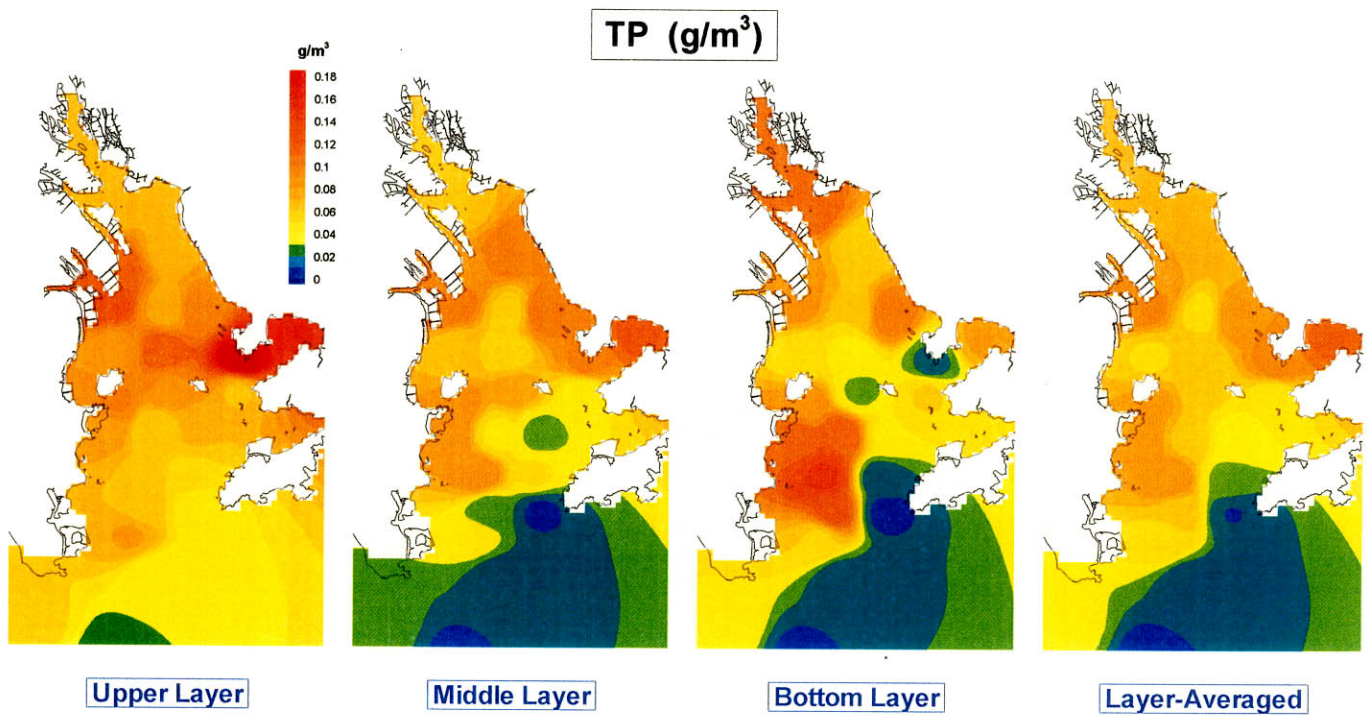 TP (g/m³)
g/m³
0.18
0.16
0.14
0.12
0.1
0.08
0.06
0.04
0.02
0
Upper Layer
Middle Layer
Bottom Layer
Layer-Averaged